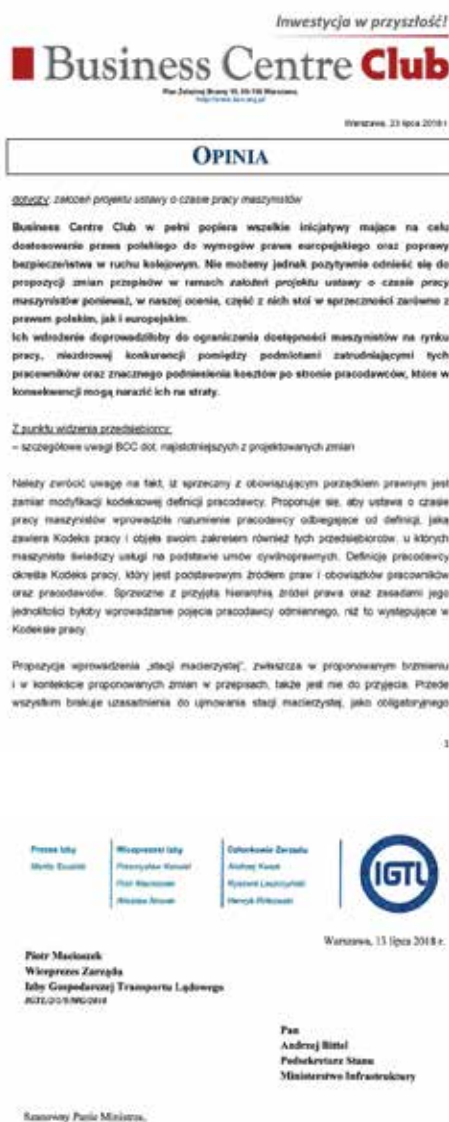 Inwestycja w przyszłość!
Business Centre Club
Plac Żelaznej Bramy 10, 00-136 Warszawa,
Warszawa, 23 lipca 2018 r.
OPINIA
dotyczy: założeń projektu ustawy o czasie pracy maszynistów
Business Centre Club w pełni popiera wszelkie inicjatywy mające na celu
dostosowanie prawa polskiego do wymogów prawa europejskiego oraz poprawy
bezpieczeństwa w ruchu kolejowym. Nie możemy jednak pozytywnie odnieść się do
propozycji zmian przepisów w ramach założeń projektu ustawy o czasie pracy
maszynistów ponieważ, w naszej ocenie, część z nich stoi w sprzeczności zarówno z
prawem polskim, jak i europejskim.
Ich wdrożenie doprowadziłoby do ograniczenia dostępności maszynistów na rynku
pracy, niezdrowej konkurencji pomiędzy podmiotami zatrudniającymi tych
pracowników oraz znacznego podniesienia kosztów po stronie pracodawców, które w
konsekwencji mogą narazić ich na straty.
Z punktu widzenia przedsiębiorcy:
– szczegółowe uwagi BCC dot. najistotniejszych z projektowanych zmian
Należy zwrócić uwagę na fakt, iż sprzeczny z obowiązującym porządkiem prawnym jest
zamiar modyfikacji kodeksowej definicji pracodawcy. Proponuje się, aby ustawa o czasie
pracy maszynistów wprowadziła rozumienie pracodawcy odbiegające od definicji, jaką
zawiera Kodeks pracy i objęła swoim zakresem również tych przedsiębiorców, u których
maszynista świadczy usługi na podstawie umów cywilnoprawnych. Definicję pracodawcy
określa Kodeks pracy, który jest podstawowym źródłem praw i obowiązków pracowników
oraz pracodawców. Sprzeczne z przyjętą hierarchią źródeł prawa oraz zasadami jego
jednolitości byłoby wprowadzanie pojęcia pracodawcy odmiennego, niż to występujące w
Kodeksie pracy.
Propozycja wprowadzenia „stacji macierzystej”, zwłaszcza w proponowanym brzmieniu
i w kontekście proponowanych zmian w przepisach, także jest nie do przyjęcia. Przede
wszystkim brakuje uzasadnienia do ujmowania stacji macierzystej, jako obligatoryjnego
1
Prezes Izby
Wiceprezesi Izby
Członkowie Zarządu
IGTL
Warszawa, 13 lipca 2018 r.
Piotr Macioszek
Wiceprezes Zarządu
Izby Gospodarczej Transportu Lądowego
Pan
Andrzej Bittel
Podsekretarz Stanu
Ministerstwo Infrastruktury
Szanowny Panie Ministrze,